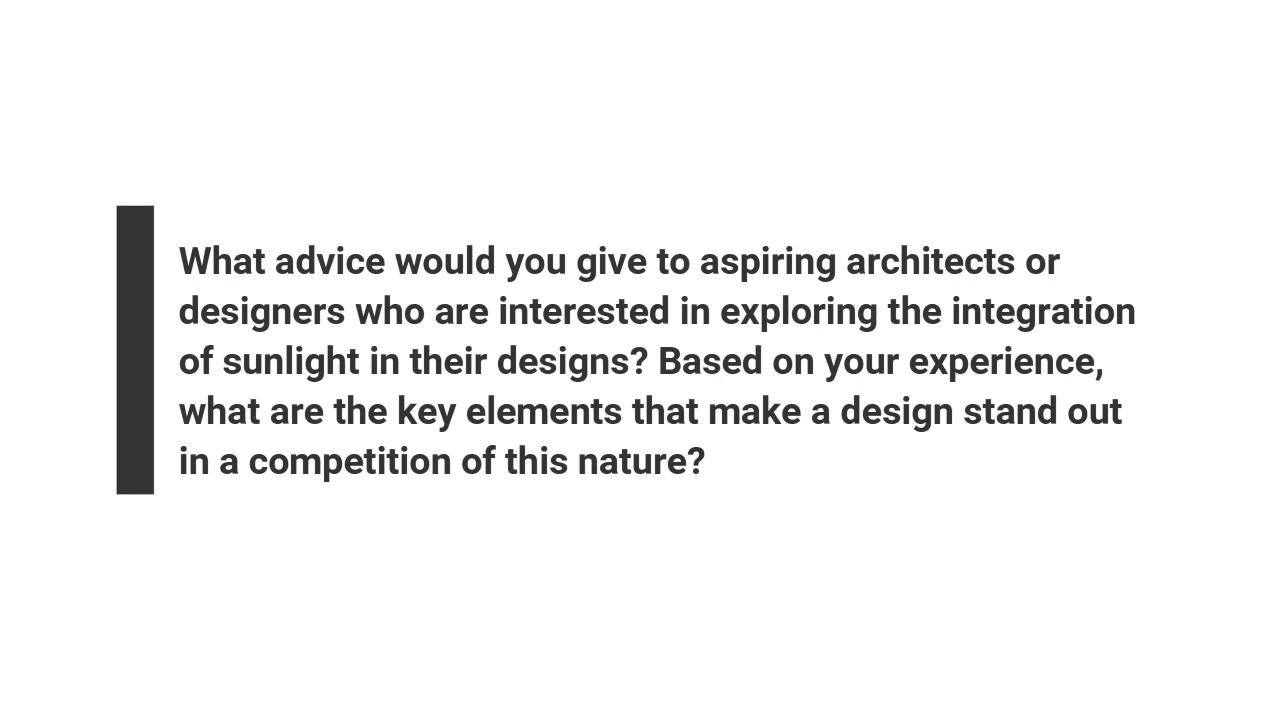 What advice would you give to aspiring architects or
designers who are interested in exploring the integration
of sunlight in their designs? Based on your experience,
what are the key elements that make a design stand out
in a competition of this nature?